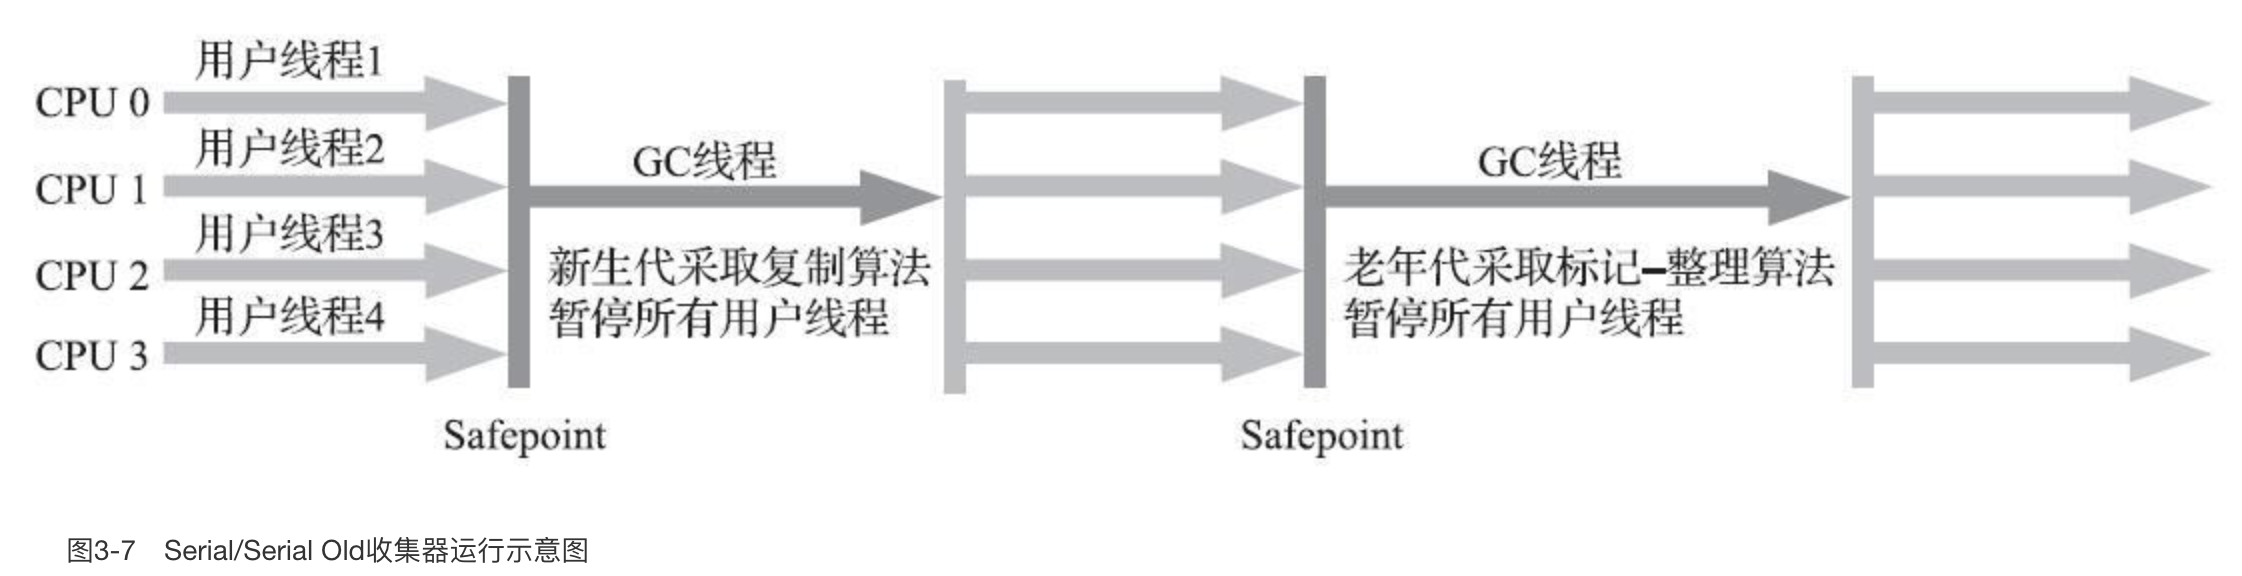 用户线程1
CPU 0
用户线程2
CPU 1
用户线程3
CPU 2
用户线程4
CPU 3
Safepoint
GC线程
新生代采取复制算法
暂停所有用户线程
Safepoint
GC线程
老年代采取标记–整理算法
暂停所有用户线程
图3-7 Serial/Serial Old收集器运行示意图